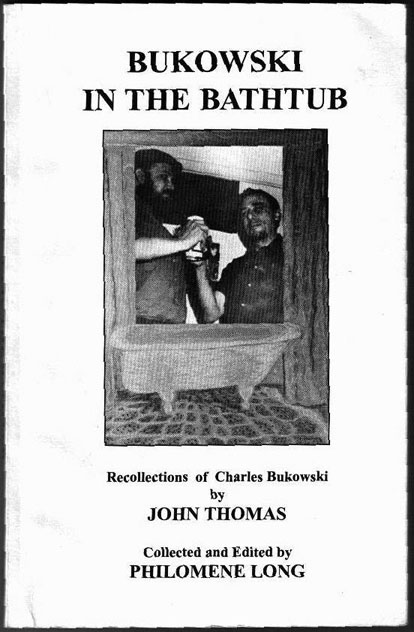 BUKOWSKI
IN THE BATHTUB
Recollections of Charles Bukowski
by
JOHN THOMAS
Collected and Edited by
PHILOMENE LONG